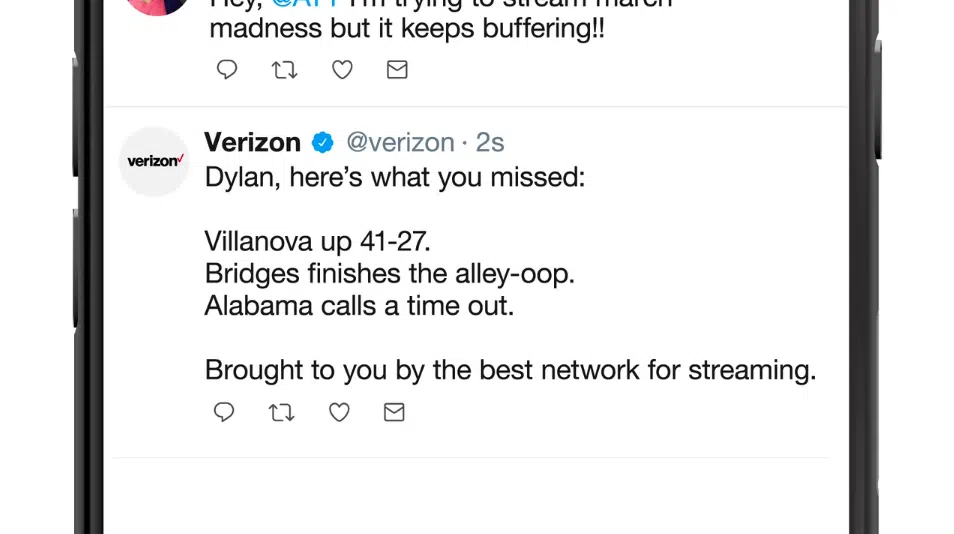 Hey, @ATT I'm trying to stream march
madness but it keeps buffering!!
verizon
Verizon @verizon · 2s
Dylan, here's what you missed:
Villanova up 41-27.
Bridges finishes the alley-oop.
Alabama calls a time out.
Brought to you by the best network for streaming.